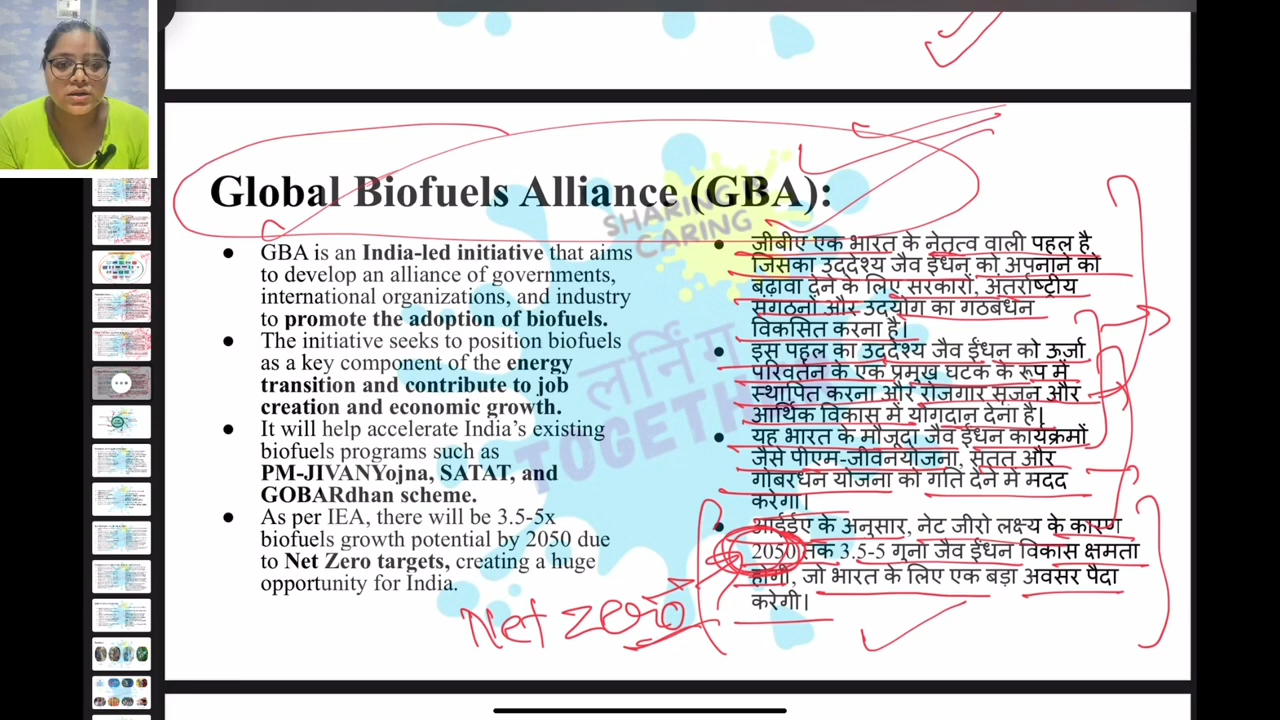 Global Biofuels Alliance (GBA):
SHARING
CARING
लर्निंग
TOGETH
• GBA is an India-led initiative that aims
to develop an alliance of governments,
international organizations, and industry
to promote the adoption of biofuels.
• The initiative seeks to position biofuels
as a key component of the energy
transition and contribute to job
creation and economic growth.
• It will help accelerate India's existing
biofuels programs such as
PM-JIVANYojna, SATAT, and
GOBARdhan scheme.
• As per IEA, there will be 3.5-5x
biofuels growth potential by 2050 due
to Net Zero targets, creating a huge
opportunity for India.
• जीबीए एक भारत के नेतृत्व वाली पहल है
जिसका उद्देश्य जैव ईंधन को अपनाने को
बढ़ावा देने के लिए सरकारों, अंतर्राष्ट्रीय
संगठनों और उद्योग का गठबंधन
विकसित करना है।
• इस पहल का उद्देश्य जैव ईंधन को ऊर्जा
परिवर्तन के एक प्रमुख घटक के रूप में
स्थापित करना और रोजगार सृजन और
आर्थिक विकास में योगदान देना है।
• यह भारत के मौजूदा जैव ईंधन कार्यक्रमों
जैसे पीएम-जीवनयोजना, सतत और
गोबरधन योजना को गति देने में मदद
करेगा।
• आईईए के अनुसार, नेट जीरो लक्ष्य के कारण
2050 तक 3.5-5 गुना जैव ईंधन विकास क्षमता
होगी, जो भारत के लिए एक बड़ा अवसर पैदा
करेगी।
Net zero